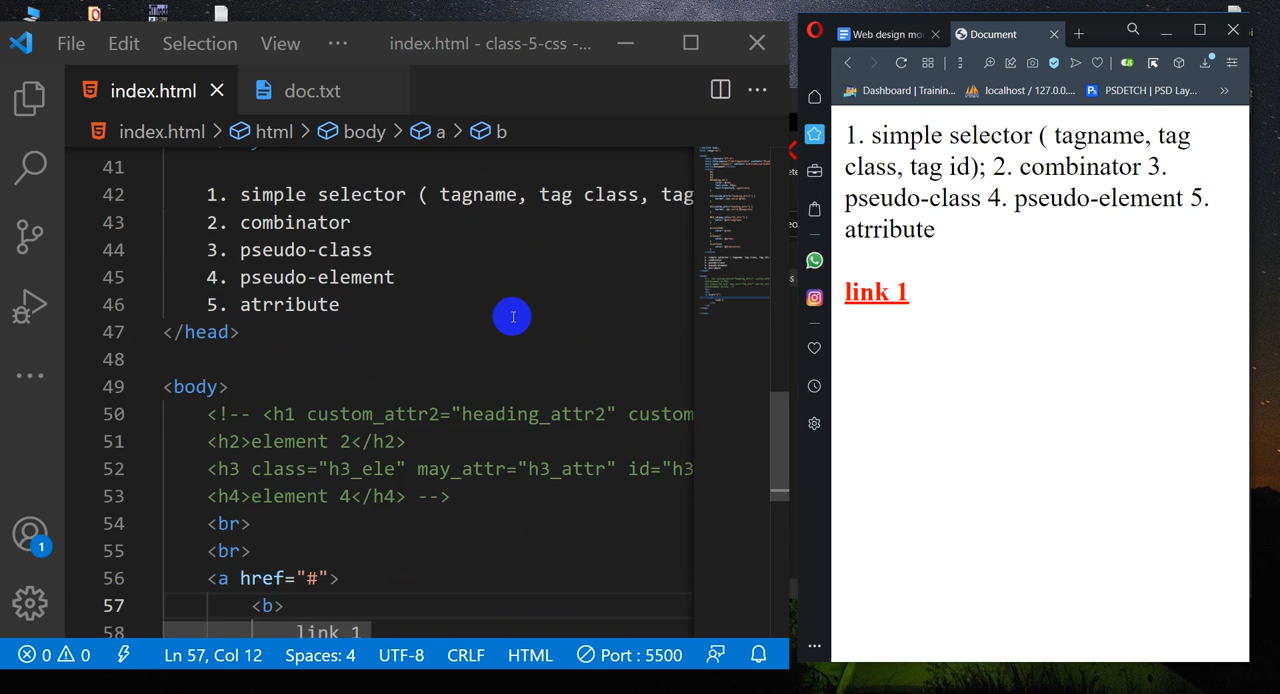 File Edit Selection View ··· index.html - class-5-css -...
index.html doc.txt
index.html > html > body > a > b
41
42 1. simple selector ( tagname, tag class, tag
43 2. combinator
44 3. pseudo-class
45 4. pseudo-element
46 5. atrribute
47 </head>
48
49 <body>
50 <!-- <h1 custom_attr2="heading_attr2" custom
51 <h2>element 2</h2>
52 <h3 class="h3_ele" may_attr="h3_attr" id="h3
53 <h4>element 4</h4> -->
54 <br>
55 <br>
56 <a href="#">
57 <b>
58 link 1
1
0 0 Ln 57, Col 12 Spaces: 4 UTF-8 CRLF HTML Port : 5500
Web design mo Document
Dashboard | Trainin... localhost / 127.0.0.... PSDETCH | PSD Lay...
1. simple selector ( tagname, tag
class, tag id); 2. combinator 3.
pseudo-class 4. pseudo-element 5.
atrribute
link 1